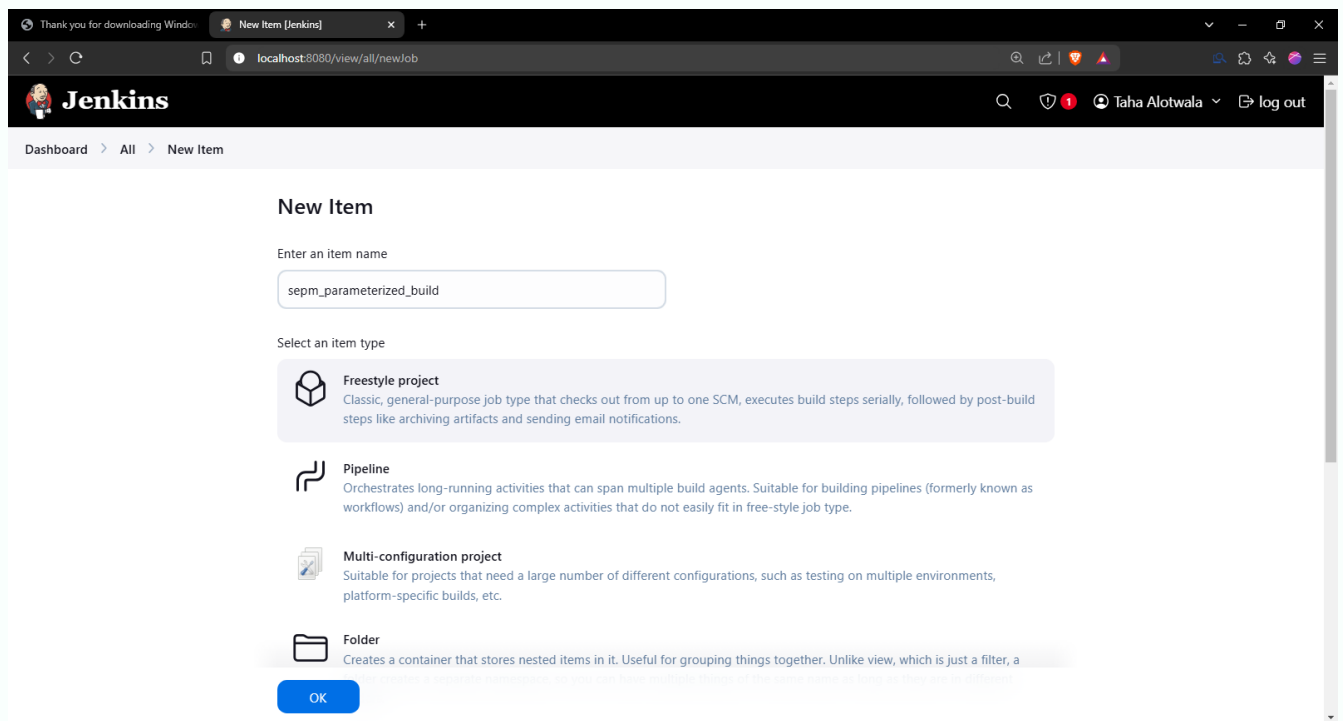 Thank you for downloading Window
New Item [Jenkins]
localhost:8080/view/all/newJob
Jenkins
1
Taha Alotwala
log out
Dashboard
All
New Item
New Item
Enter an item name
sepm_parameterized_build
Select an item type
Freestyle project
Classic, general-purpose job type that checks out from up to one SCM, executes build steps serially, followed by post-build
steps like archiving artifacts and sending email notifications.
Pipeline
Orchestrates long-running activities that can span multiple build agents. Suitable for building pipelines (formerly known as
workflows) and/or organizing complex activities that do not easily fit in free-style job type.
Multi-configuration project
Suitable for projects that need a large number of different configurations, such as testing on multiple environments,
platform-specific builds, etc.
Folder
Creates a container that stores nested items in it. Useful for grouping things together. Unlike view, which is just a filter, a
OK